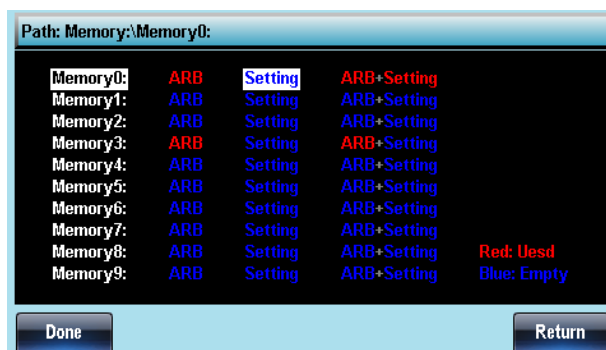 Path: Memory:\Memory0:
Memory0: ARB Setting ARB+Setting
Memory1: ARB Setting ARB+Setting
Memory2: ARB Setting ARB+Setting
Memory3: ARB Setting ARB+Setting
Memory4: ARB Setting ARB+Setting
Memory5: ARB Setting ARB+Setting
Memory6: ARB Setting ARB+Setting
Memory7: ARB Setting ARB+Setting
Memory8: ARB Setting ARB+Setting Red: Uesd
Memory9: ARB Setting ARB+Setting Blue: Empty
Done Return